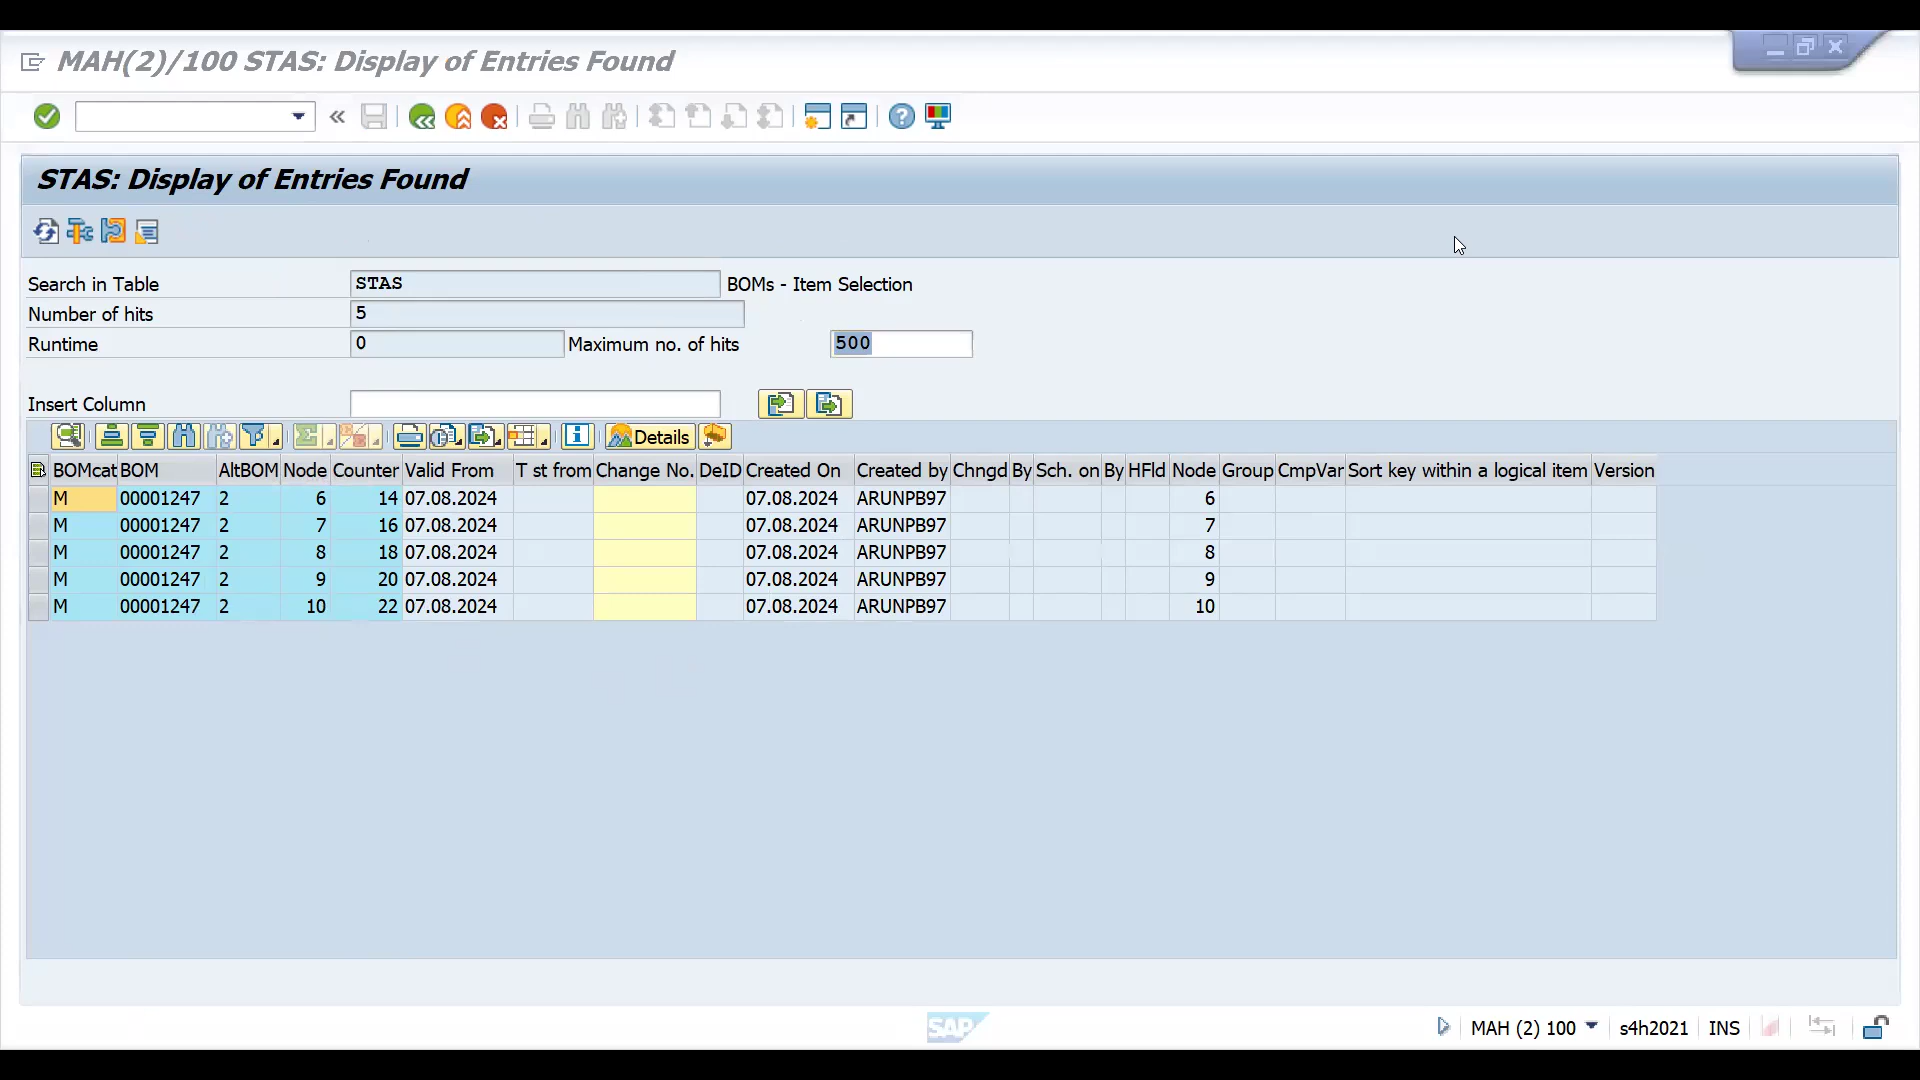 MAH(2)/100 STAS: Display of Entries Found
STAS: Display of Entries Found
Search in Table STAS BOMs - Item Selection
Number of hits 5
Runtime 0 Maximum no. of hits 500
Insert Column
Details
BOMcat BOM AltBOM Node Counter Valid From T st from Change No. DeID Created On Created by Chngd By Sch. on By HFld Node Group CmpVar Sort key within a logical item Version
M 00001247 2 6 14 07.08.2024 07.08.2024 ARUNPB97 6
M 00001247 2 7 16 07.08.2024 07.08.2024 ARUNPB97 7
M 00001247 2 8 18 07.08.2024 07.08.2024 ARUNPB97 8
M 00001247 2 9 20 07.08.2024 07.08.2024 ARUNPB97 9
M 00001247 2 10 22 07.08.2024 07.08.2024 ARUNPB97 10
SAP MAH (2) 100 s4h2021 INS